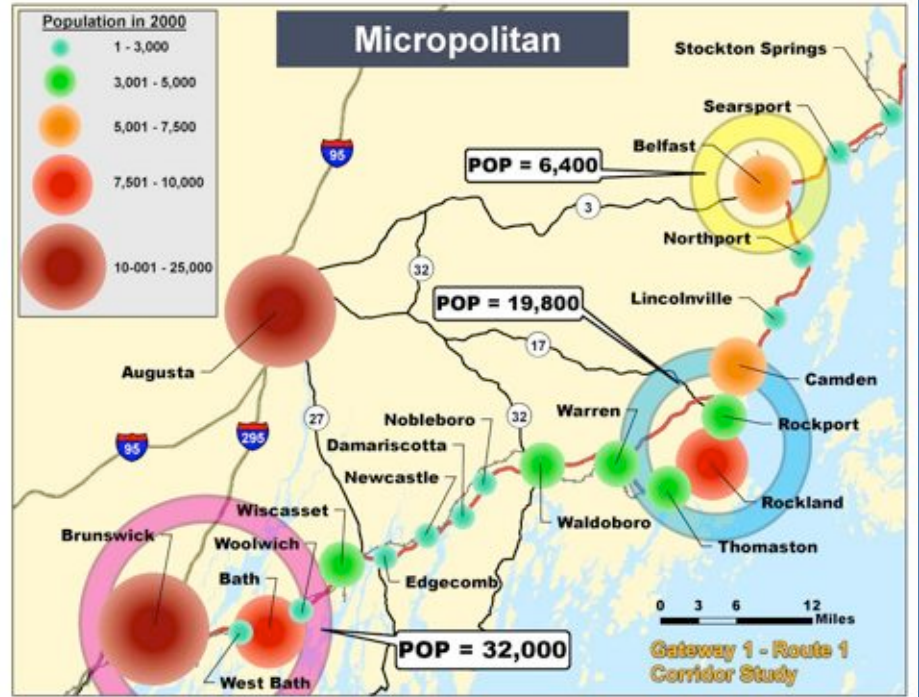 Population in 2000
1 - 3,000
3,001 - 5,000
5,001 - 7,500
7,501 - 10,000
10-001 - 25,000
Micropolitan
Stockton Springs
Searsport
Belfast
POP = 6,400
95
3
Northport
32
POP = 19,800
Lincolnville
17
Augusta
Camden
27
32
Warren
Nobleboro
Rockport
Damariscotta
95
295
Newcastle
Rockland
Wiscasset
Waldoboro
Brunswick
Woolwich
Thomaston
Bath
Edgecomb
0 3 6 12
Miles
POP = 32,000
Gateway 1 - Route 1
Corridor Study
West Bath